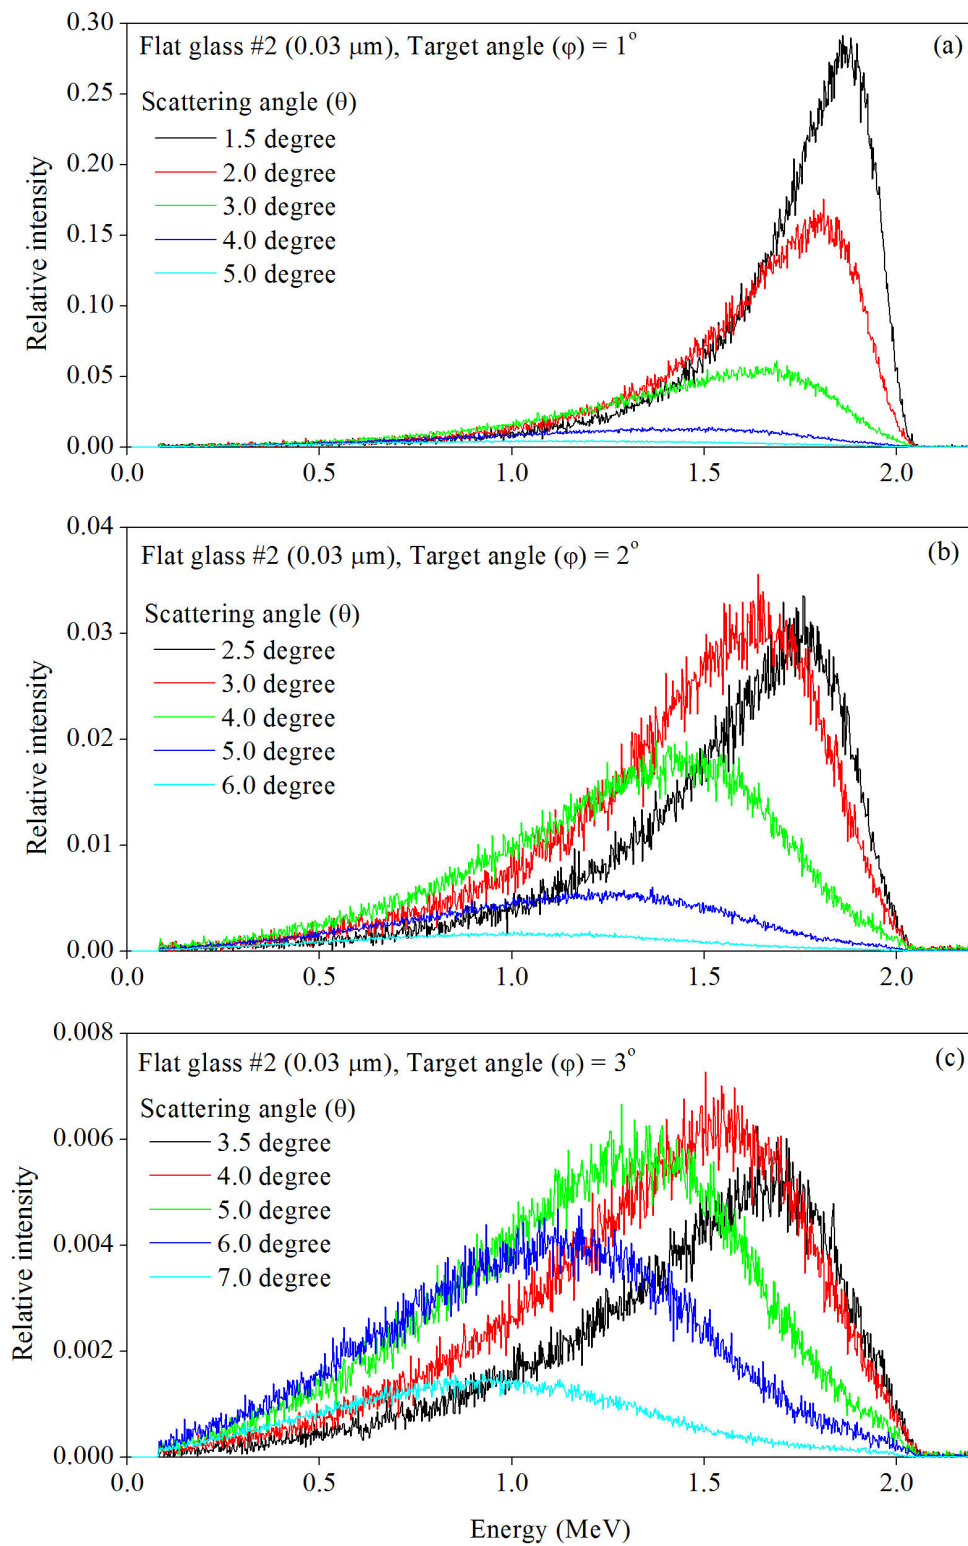 0.30
Flat glass #2 (0.03 μm), Target angle (φ) = 1° (a)
0.25
Scattering angle (θ)
1.5 degree
0.20
2.0 degree
3.0 degree
0.15
4.0 degree
5.0 degree
0.10
0.05
0.00
Relative intensity
0.0 0.5 1.0 1.5 2.0
0.04
Flat glass #2 (0.03 μm), Target angle (φ) = 2° (b)
Scattering angle (θ)
0.03
2.5 degree
3.0 degree
4.0 degree
0.02
5.0 degree
6.0 degree
0.01
0.00
Relative intensity
0.0 0.5 1.0 1.5 2.0
0.008
Flat glass #2 (0.03 μm), Target angle (φ) = 3° (c)
Scattering angle (θ)
0.006
3.5 degree
4.0 degree
5.0 degree
0.004
6.0 degree
7.0 degree
0.002
0.000
Relative intensity
0.0 0.5 1.0 1.5 2.0
Energy (MeV)